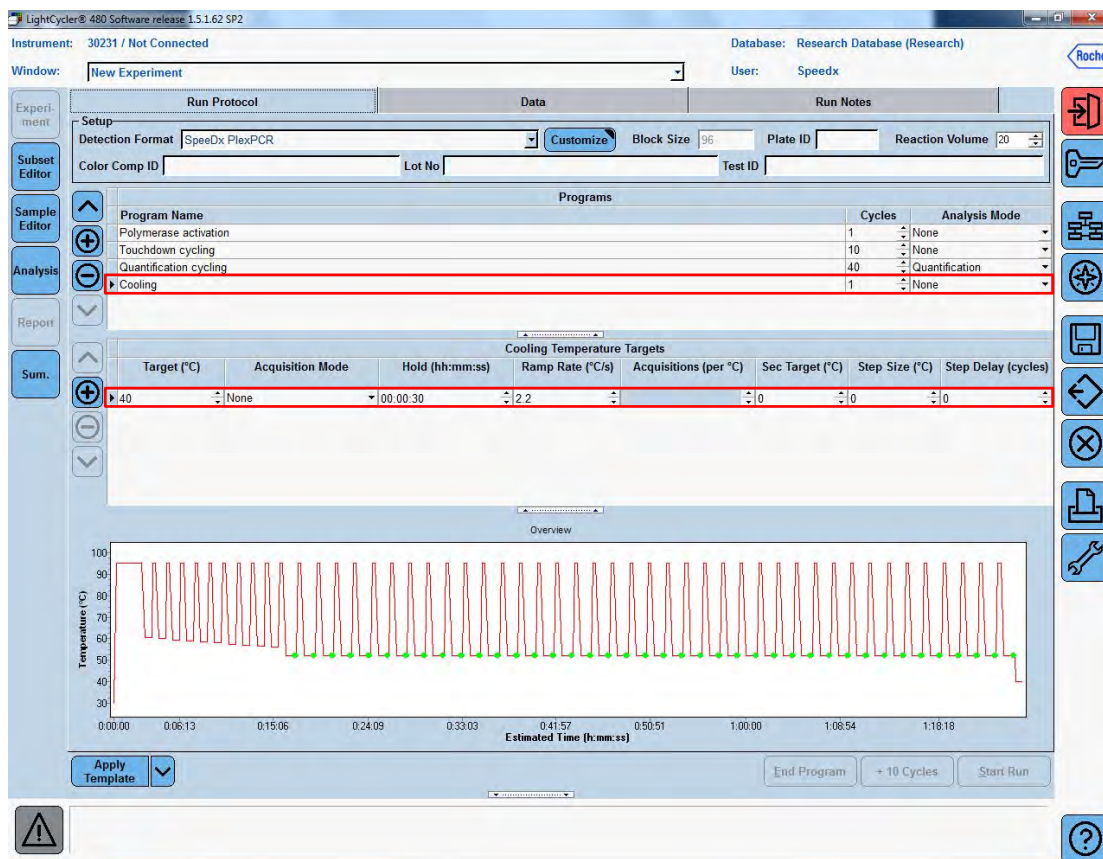 LightCycler® 480 Software release 1.5.1.62 SP2
Instrument: 30231 / Not Connected
Database: Research Database (Research)
Window: New Experiment
User: Speedx
Roche
Experi-
ment
Subset
Editor
Sample
Editor
Analysis
Report
Sum.
Run Protocol Data Run Notes
Setup
Detection Format SpeeDx PlexPCR Customize Block Size 96 Plate ID Reaction Volume 20
Color Comp ID Lot No Test ID
Programs
Program Name Cycles Analysis Mode
Polymerase activation 1 None
Touchdown cycling 10 None
Quantification cycling 40 Quantification
Cooling 1 None
Cooling Temperature Targets
Target (°C) Acquisition Mode Hold (hh:mm:ss) Ramp Rate (°C/s) Acquisitions (per °C) Sec Target (°C) Step Size (°C) Step Delay (cycles)
40 None 00:00:30 2.2 0 0 0
Overview
Temperature (°C)
100
90
80
70
60
50
40
30
0:00:00 0:06:13 0:15:06 0:24:09 0:33:03 0:41:57 0:50:51 1:00:00 1:08:54 1:18:18
Estimated Time (h:mm:ss)
Apply
Template
End Program + 10 Cycles Start Run